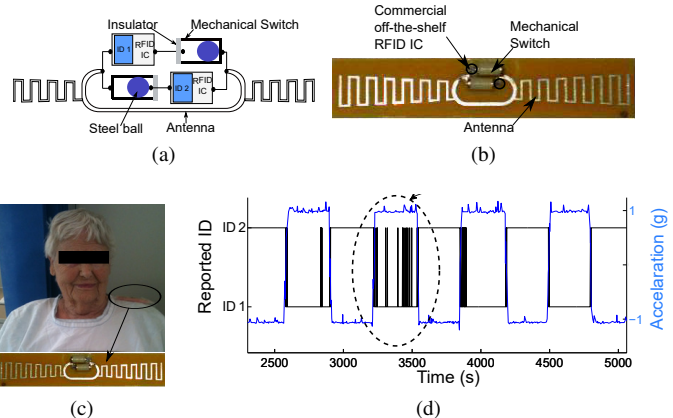 Insulator
Mechanical Switch
ID 1
RFID
IC
ID 2
RFID
IC
Steel ball
Antenna
(a)
Commercial
off-the-shelf
RFID IC
Mechanical
Switch
Antenna
(b)
(c)
Reported ID
ID 2
ID 1
1
−1
Accelaration (g)
2500
3000
3500
4000
4500
5000
Time (s)
(d)